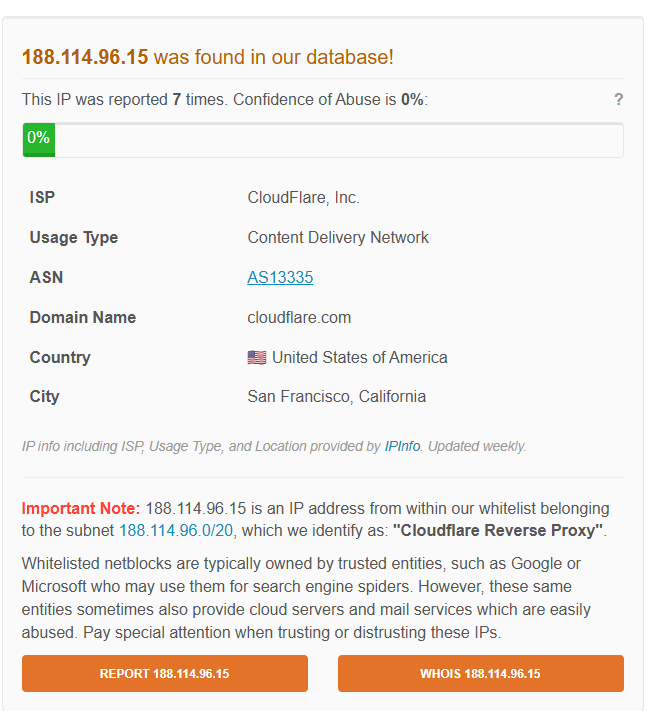 188.114.96.15 was found in our database!
This IP was reported 7 times. Confidence of Abuse is 0%: ?
0%
ISP CloudFlare, Inc.
Usage Type Content Delivery Network
ASN AS13335
Domain Name cloudflare.com
Country United States of America
City San Francisco, California
IP info including ISP, Usage Type, and Location provided by IPInfo. Updated weekly.
Important Note: 188.114.96.15 is an IP address from within our whitelist belonging
to the subnet 188.114.96.0/20, which we identify as: "Cloudflare Reverse Proxy".
Whitelisted netblocks are typically owned by trusted entities, such as Google or
Microsoft who may use them for search engine spiders. However, these same
entities sometimes also provide cloud servers and mail services which are easily
abused. Pay special attention when trusting or distrusting these IPs.
REPORT 188.114.96.15 WHOIS 188.114.96.15